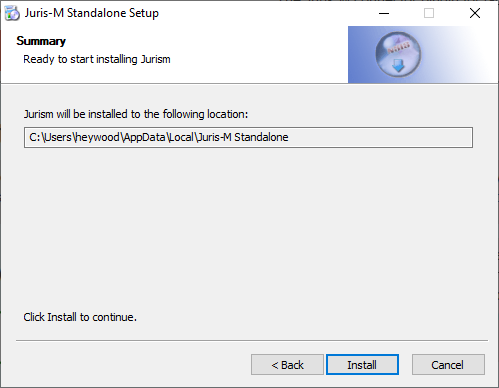 Juris-M Standalone Setup
Summary
Ready to start installing Jurism
Jurism will be installed to the following location:
C:\Users\heywood\AppData\Local\Juris-M Standalone
Click Install to continue.
< Back
Install
Cancel